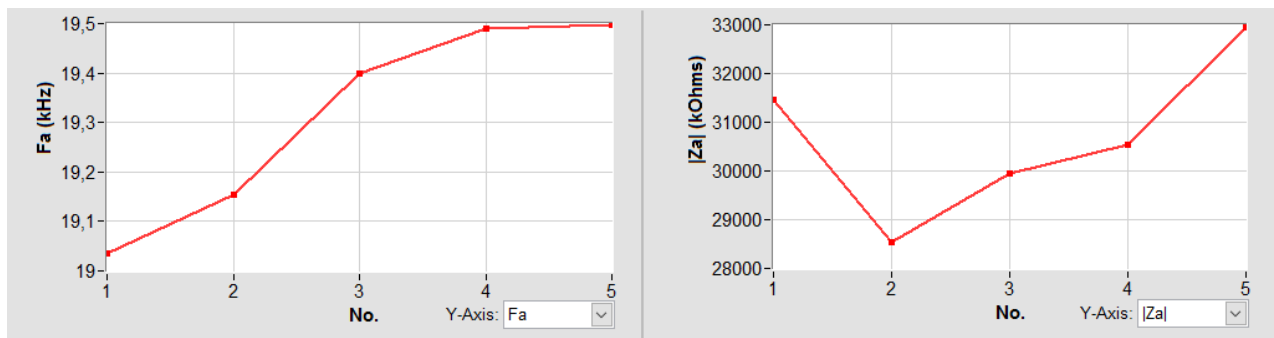 Fa (kHz)
19,5
19,4
19,3
19,2
19,1
19
1 2 3 4 5
No.
Y-Axis: Fa
|Za| (kOhms)
33000
32000
31000
30000
29000
28000
1 2 3 4 5
No.
Y-Axis: |Za|